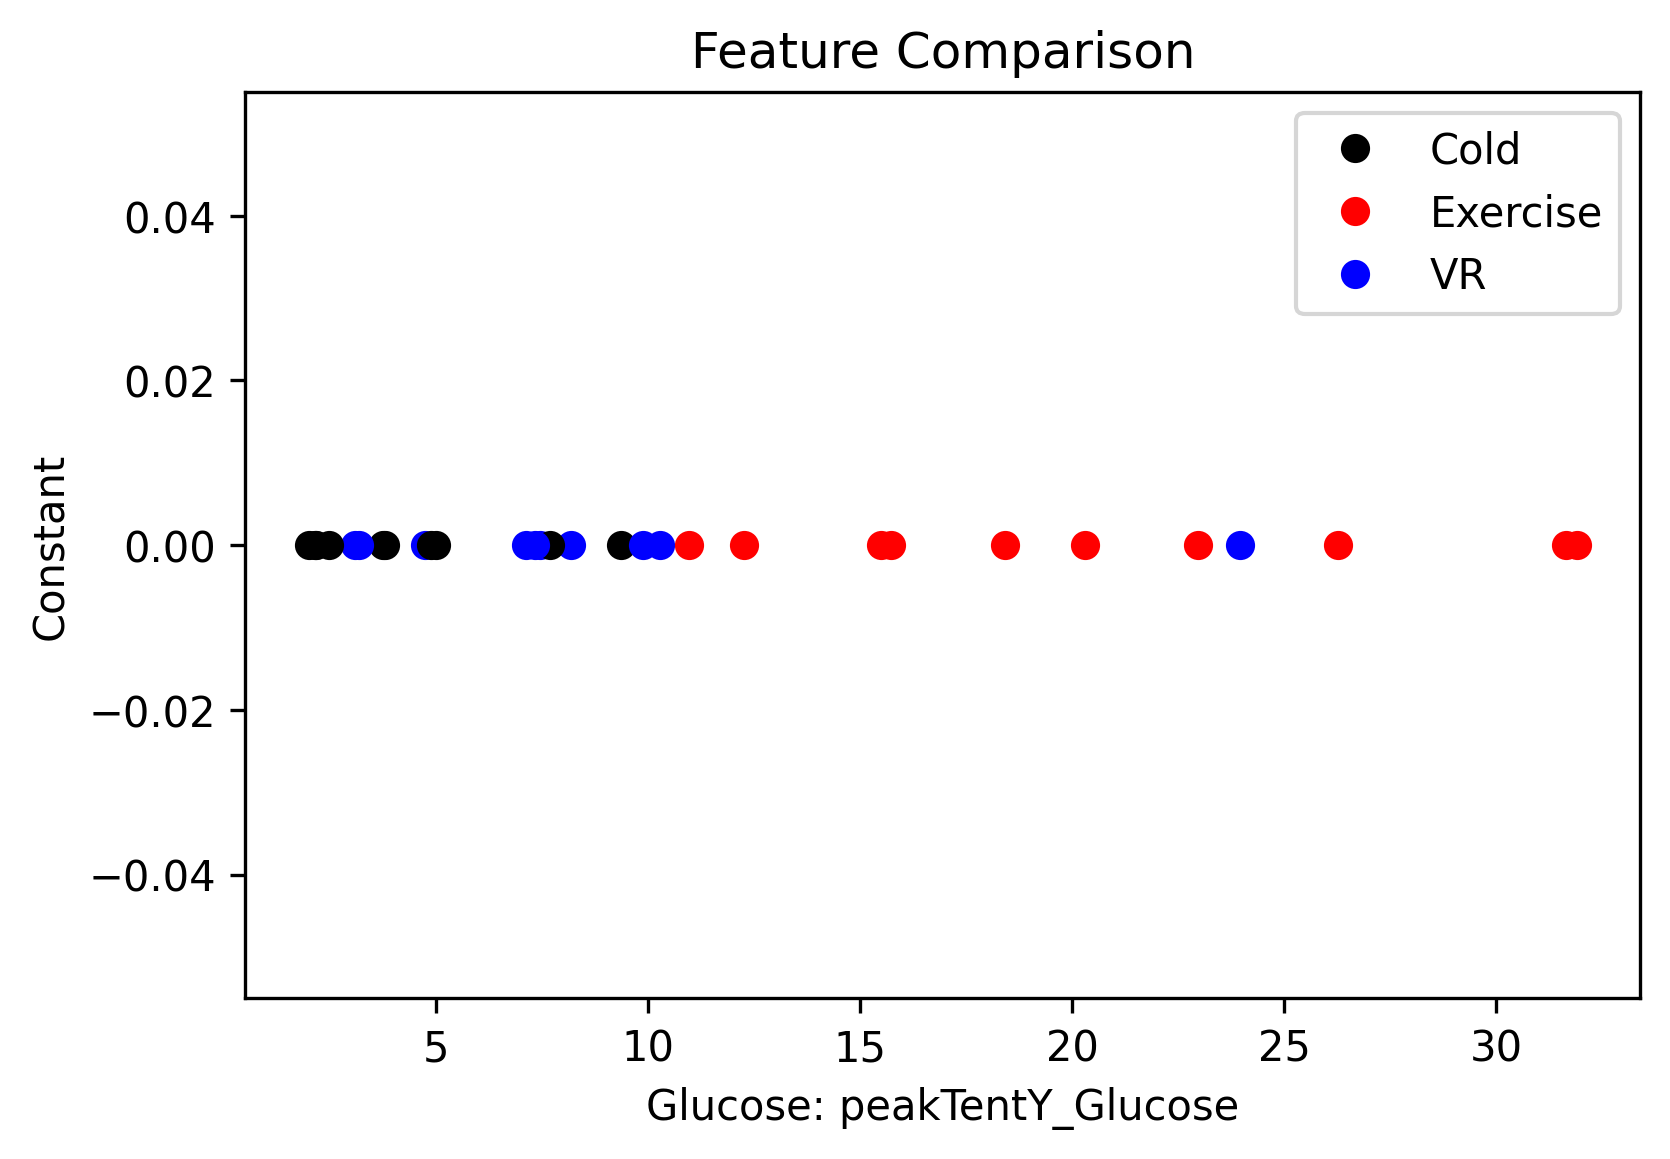 Feature Comparison
Cold
Exercise
VR
0.04
0.02
0.00
−0.02
−0.04
Constant
5 10 15 20 25 30
Glucose: peakTentY_Glucose